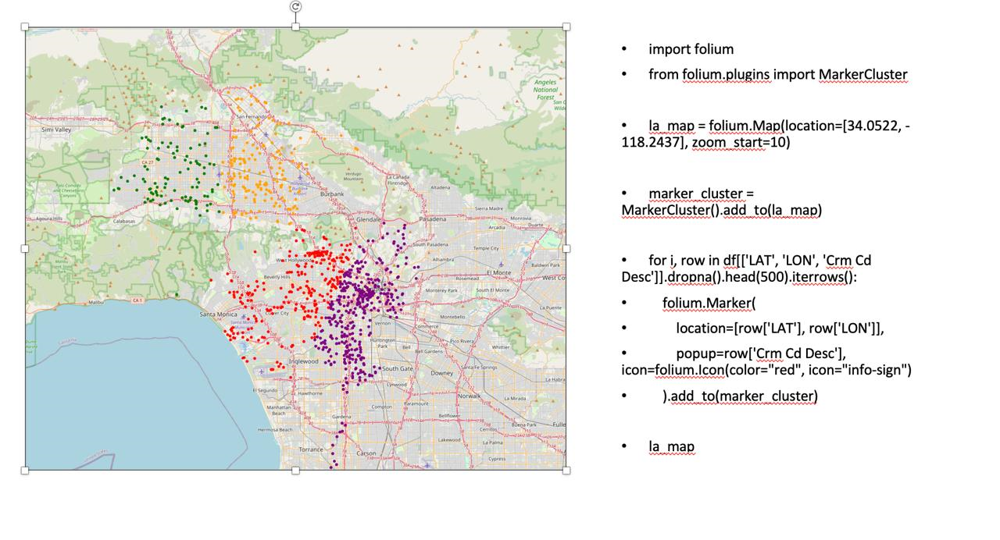 Angeles
National
Forest
San Fernando
Simi Valley
CA 27
Verdugo
Mountains
La Cañada
Flintridge
Burbank
Altadena
Sierra Madre
Agoura Hills
Calabasas
Glendale
Pasadena
Monrovia
Duarte
Arcadia
South Pasadena
Temple City
West Hollywood
Alhambra
Baldwin Park
Beverly Hills
El Monte
West Co
Rosemead
Malibu
CA 1
Monterey Park
South El Monte
La Puente
Santa Monica
Culver City
Montebello
Vernon
Commerce
Huntington
Park
Pico Rivera
Bell
Whittier
Bell Gardens
Inglewood
South Gate
Santa Fe Springs
Downey
La Habra
Lynwood
El Segundo
Hawthorne
Norwalk
La Mirada
Compton
Paramount
Manhattan
Beach
Gardena
Bellflower
Buena Park
Fulle
Hermosa Beach
Cerritos
Lakewood
La Palma
Torrance
Carson
Cypress
• import folium
• from folium.plugins import MarkerCluster
• la_map = folium.Map(location=[34.0522, -
118.2437], zoom_start=10)
• marker_cluster =
MarkerCluster().add_to(la_map)
• for i, row in df[['LAT', 'LON', 'Crm Cd
Desc']].dropna().head(500).iterrows():
• folium.Marker(
• location=[row['LAT'], row['LON']],
• popup=row['Crm Cd Desc'],
icon=folium.Icon(color="red", icon="info-sign")
• ).add_to(marker_cluster)
• la_map